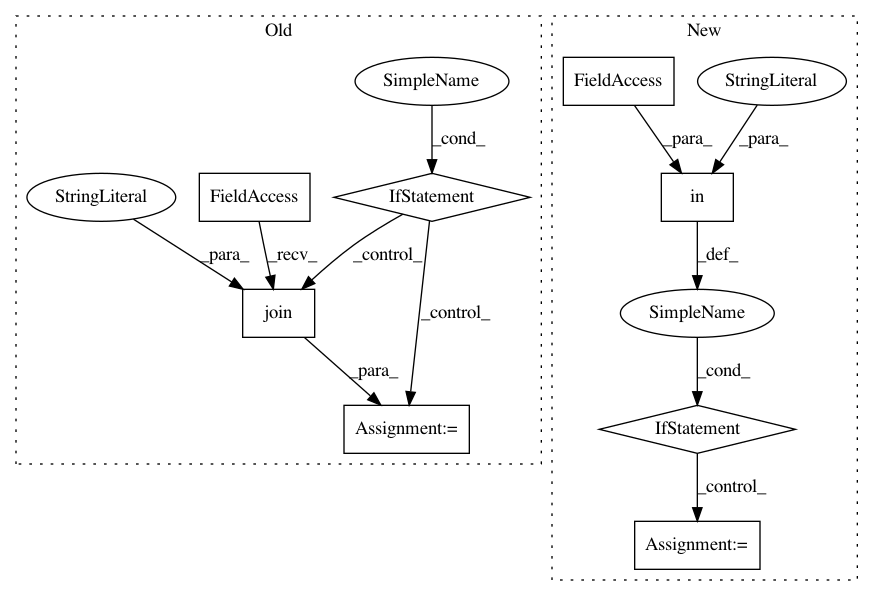 Old
New
SimpleName
FieldAccess
StringLiteral
_cond_
_para_
_para_
StringLiteral
FieldAccess
IfStatement
in
_para_
_recv_
_control_
_def_
join
_control_
SimpleName
_para_
_cond_
Assignment:=
IfStatement
_control_
Assignment:=